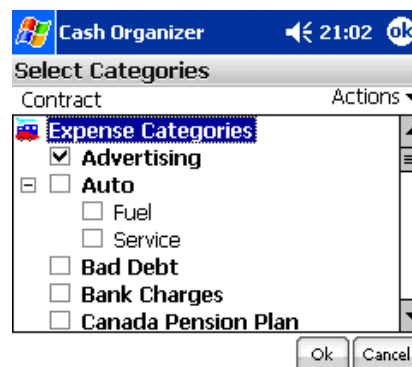 Cash Organizer 21:02 ok
Select Categories
Contract Actions
Expense Categories
Advertising
Auto
Fuel
Service
Bad Debt
Bank Charges
Canada Pension Plan
Ok Cancel